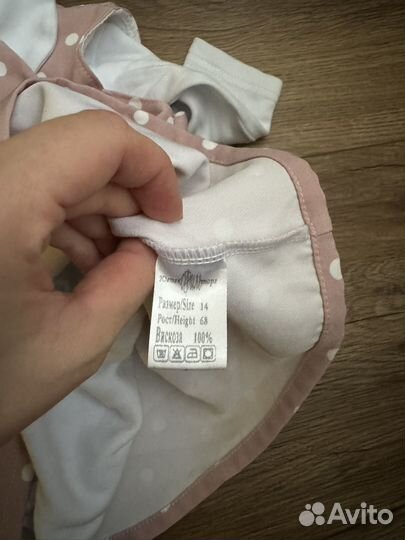 Размер/Size 14
Рост/Height 68
Вискоза 100%
Avito